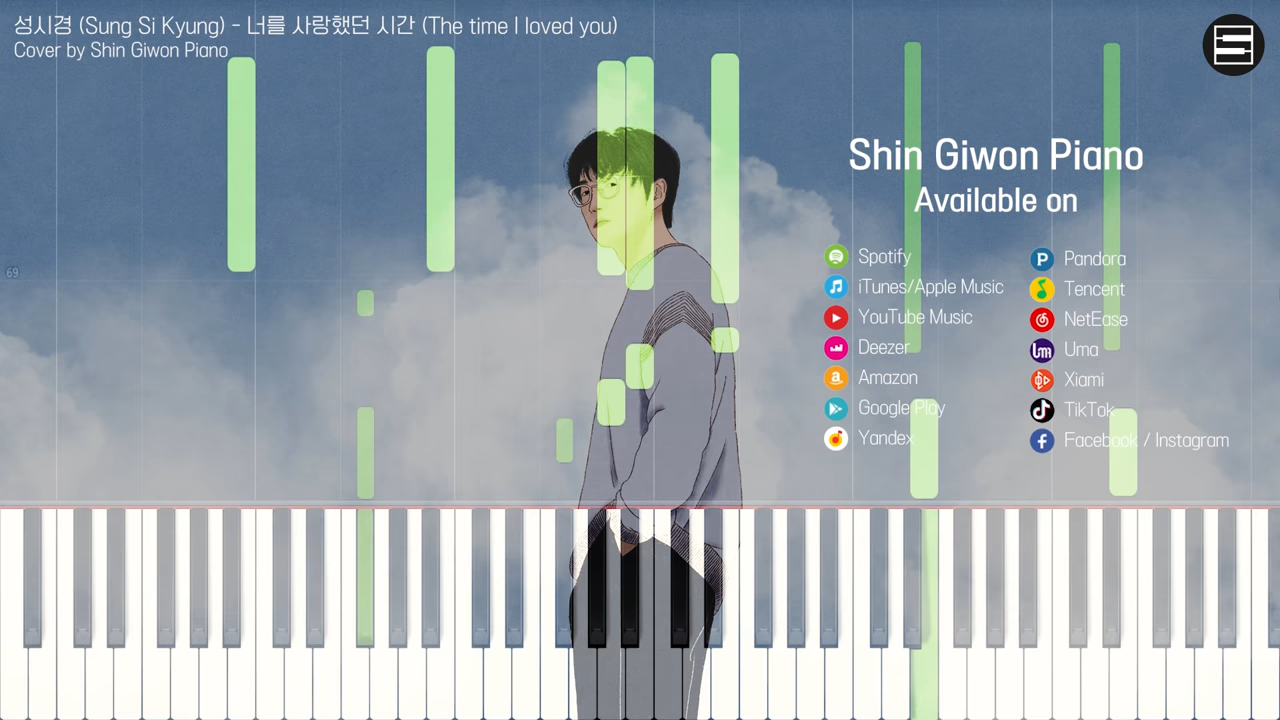 성시경 (Sung Si Kyung) - 너를 사랑했던 시간 (The time I loved you)
Cover by Shin Giwon Piano
Shin Giwon Piano
Available on
Spotify
iTunes/Apple Music
YouTube Music
Deezer
Amazon
Google Play
Yandex
P Pandora
Tencent
NetEase
Uma
Xiami
TikTok
Facebook / Instagram
69